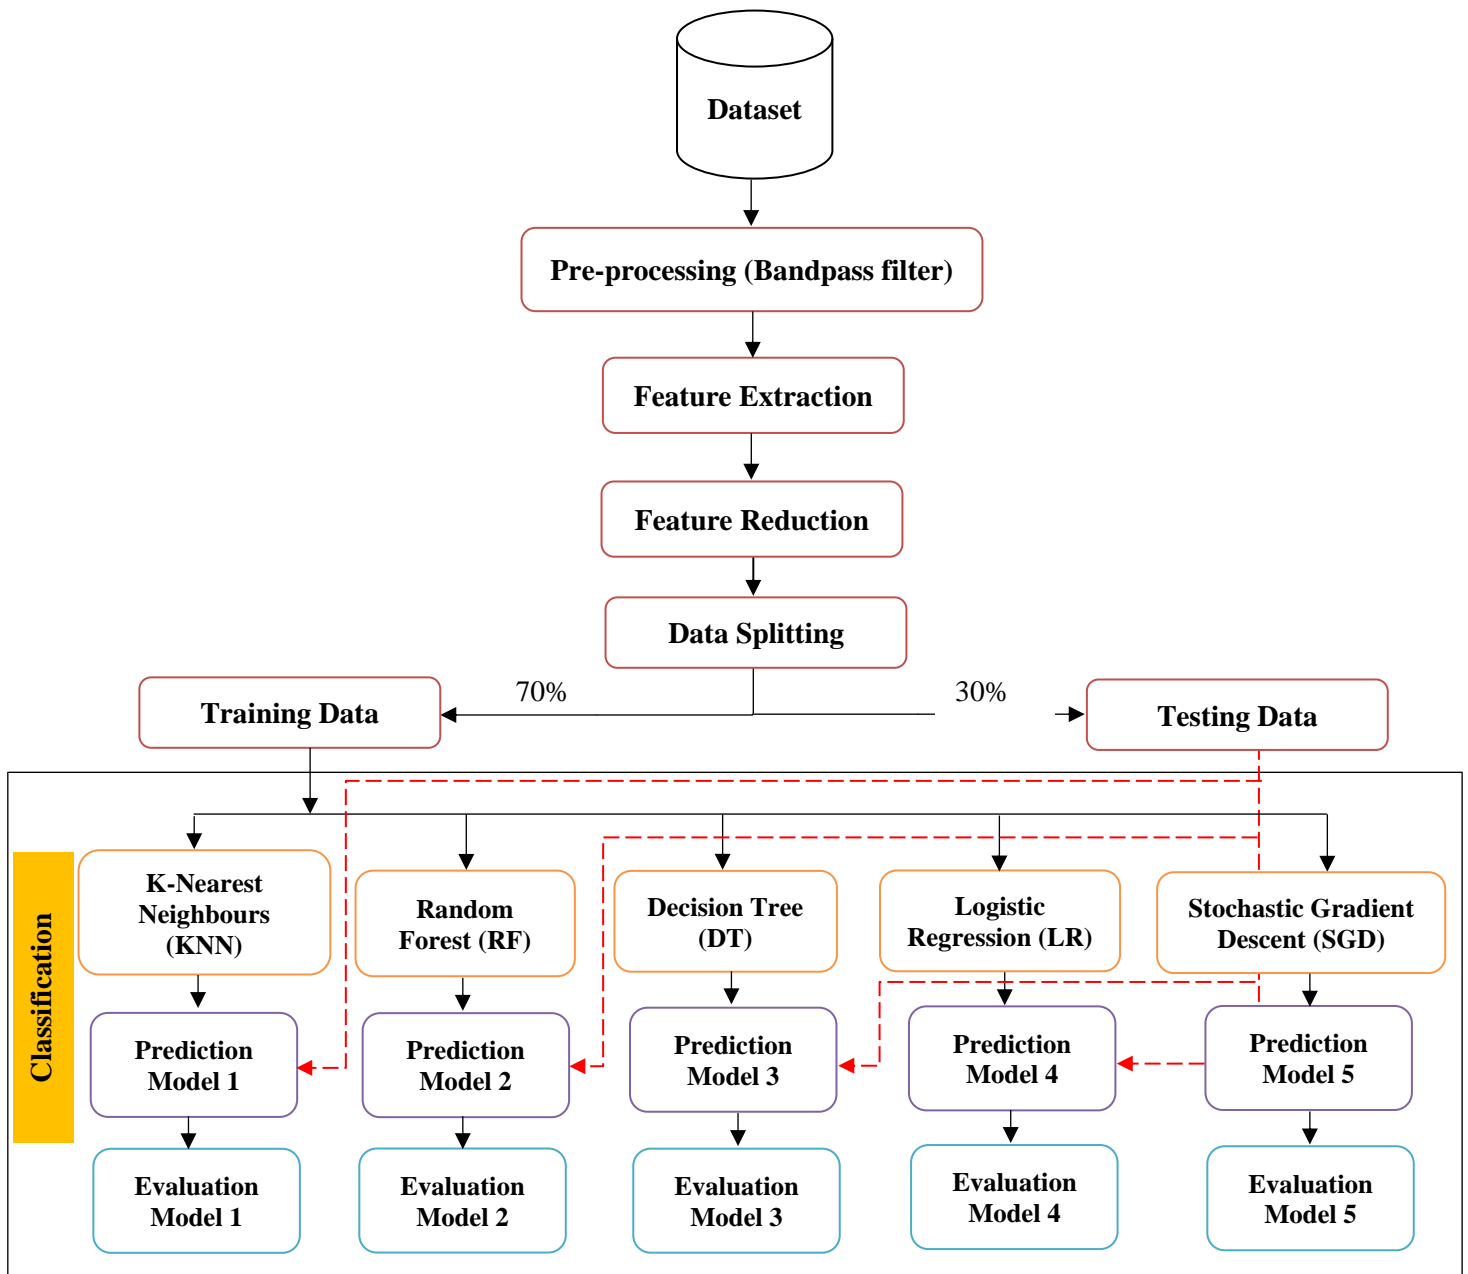 Dataset
Pre-processing (Bandpass filter)
Feature Extraction
Feature Reduction
Data Splitting
70%
30%
Training Data
Testing Data
Classification
K-Nearest
Neighbours
(KNN)
Random
Forest (RF)
Decision Tree
(DT)
Logistic
Regression (LR)
Stochastic Gradient
Descent (SGD)
Prediction
Model 1
Prediction
Model 2
Prediction
Model 3
Prediction
Model 4
Prediction
Model 5
Evaluation
Model 1
Evaluation
Model 2
Evaluation
Model 3
Evaluation
Model 4
Evaluation
Model 5